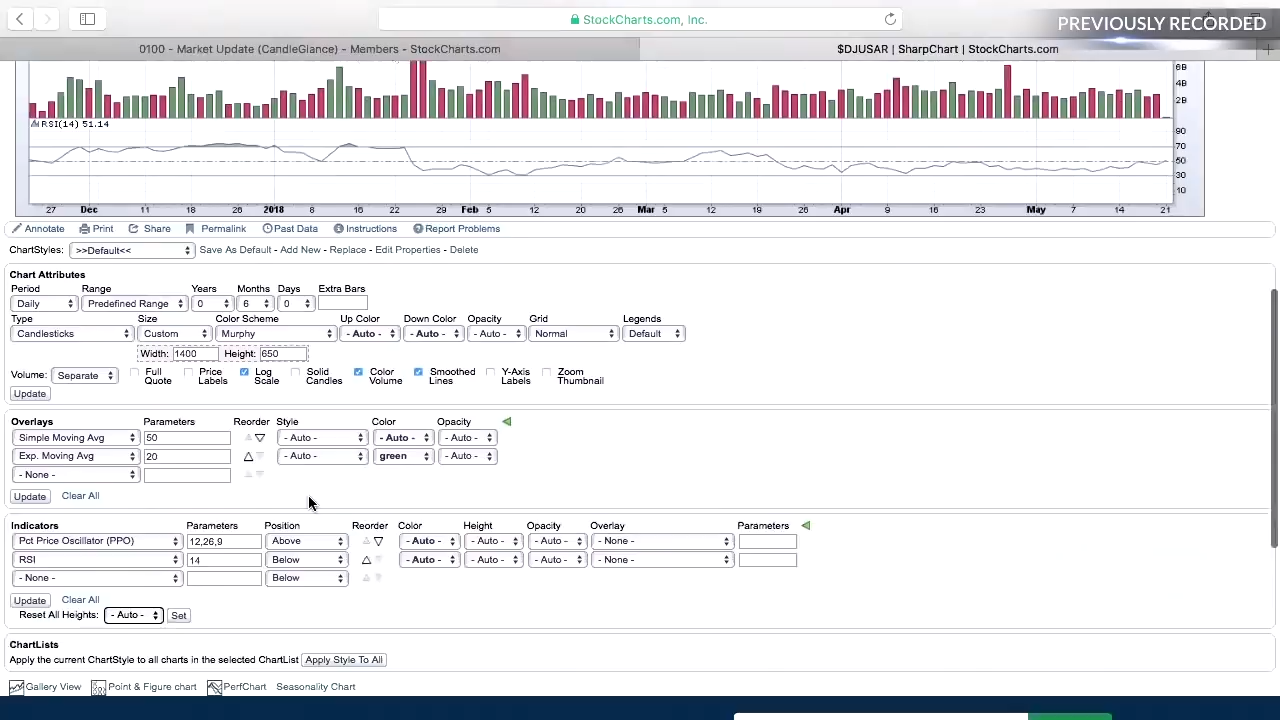 StockCharts.com, Inc.
PREVIOUSLY RECORDED
0100 - Market Update (CandleGlance) - Members - StockCharts.com
$DJUSAR | SharpChart | StockCharts.com
6B
4B
2B
RSI(14) 51.14
90
70
50
30
10
27 Dec 11 18 26 2018 8 16 22 Feb 5 12 20 26 Mar 5 12 19 26 Apr 9 16 23 May 7 14 21
Annotate Print Share Permalink Past Data Instructions Report Problems
ChartStyles: >>Default<< Save As Default - Add New - Replace - Edit Properties - Delete
Chart Attributes
Period Range Years Months Days Extra Bars
Daily Predefined Range 0 6 0
Type Size Color Scheme Up Color Down Color Opacity Grid Legends
Candlesticks Custom Murphy - Auto - - Auto - - Auto - Normal Default
Width: 1400 Height: 650
Volume: Separate Full Quote Price Labels Log Scale Solid Candles Color Volume Smoothed Lines Y-Axis Labels Zoom Thumbnail
Update
Overlays Parameters Reorder Style Color Opacity
Simple Moving Avg 50 - Auto - - Auto - - Auto -
Exp. Moving Avg 20 - Auto - green - Auto -
- None -
Update Clear All
Indicators Parameters Position Reorder Color Height Opacity Overlay Parameters
Pct Price Oscillator (PPO) 12,26,9 Above - Auto - - Auto - - Auto - - None -
RSI 14 Below - Auto - - Auto - - Auto - - None -
- None - Below
Update Clear All
Reset All Heights: - Auto - Set
ChartLists
Apply the current ChartStyle to all charts in the selected ChartList Apply Style To All
Gallery View Point & Figure chart PerfChart Seasonality Chart